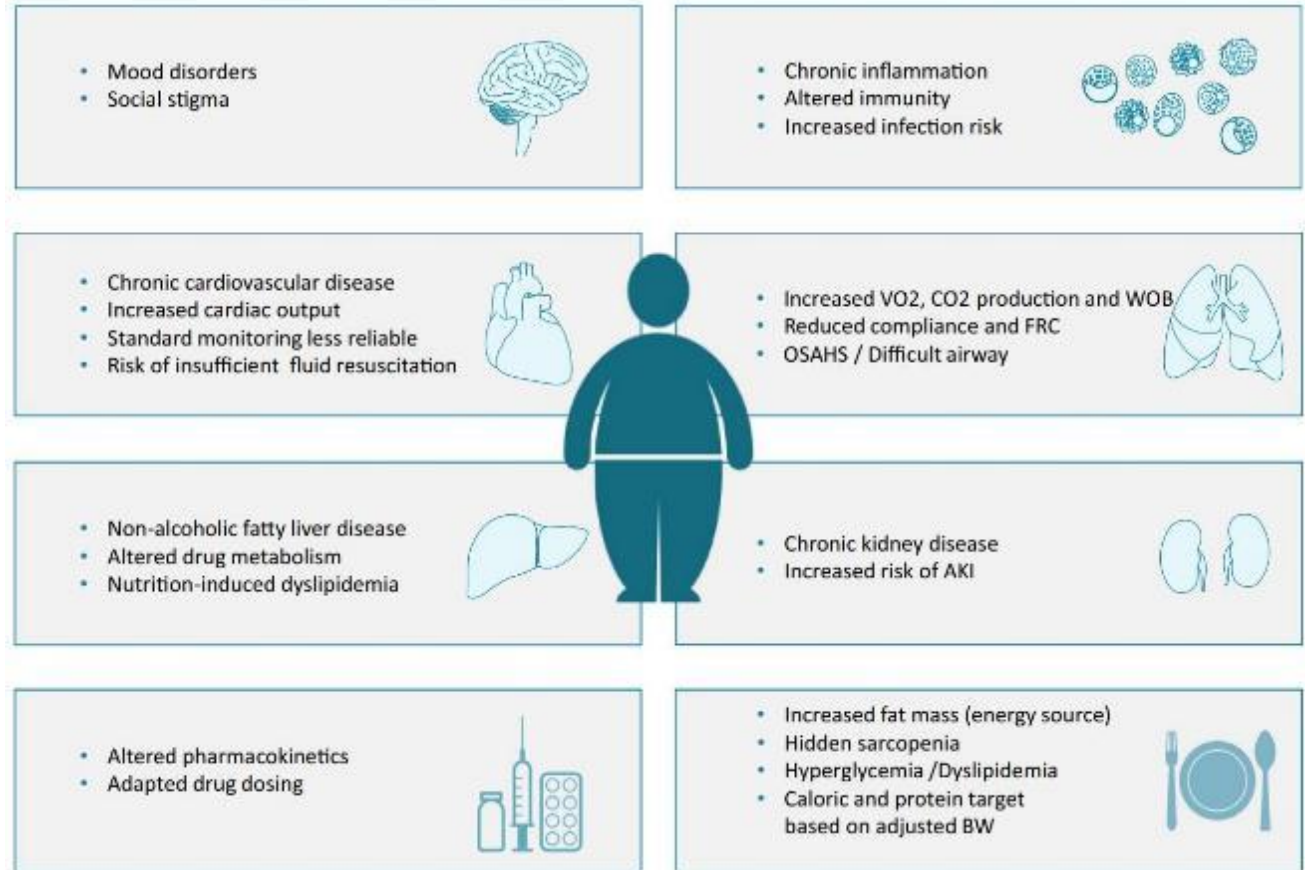 Mood disorders
Social stigma
Chronic inflammation
Altered immunity
Increased infection risk
Chronic cardiovascular disease
Increased cardiac output
Standard monitoring less reliable
Risk of insufficient fluid resuscitation
Increased VO2, CO2 production and WOB
Reduced compliance and FRC
OSAHS / Difficult airway
Non-alcoholic fatty liver disease
Altered drug metabolism
Nutrition-induced dyslipidemia
Chronic kidney disease
Increased risk of AKI
Altered pharmacokinetics
Adapted drug dosing
Increased fat mass (energy source)
Hidden sarcopenia
Hyperglycemia /Dyslipidemia
Caloric and protein target
based on adjusted BW